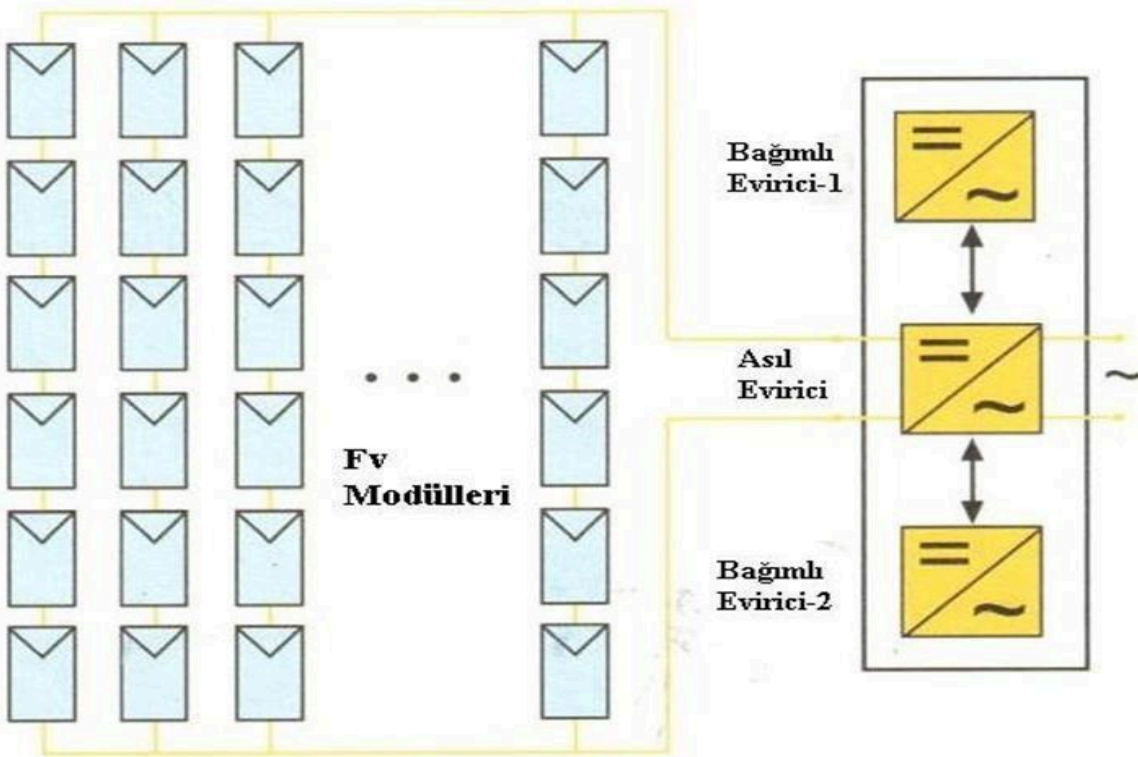 Bağımlı
Evirici-1
Asıl
Evirici
Fv
Modülleri
Bağımlı
Evirici-2